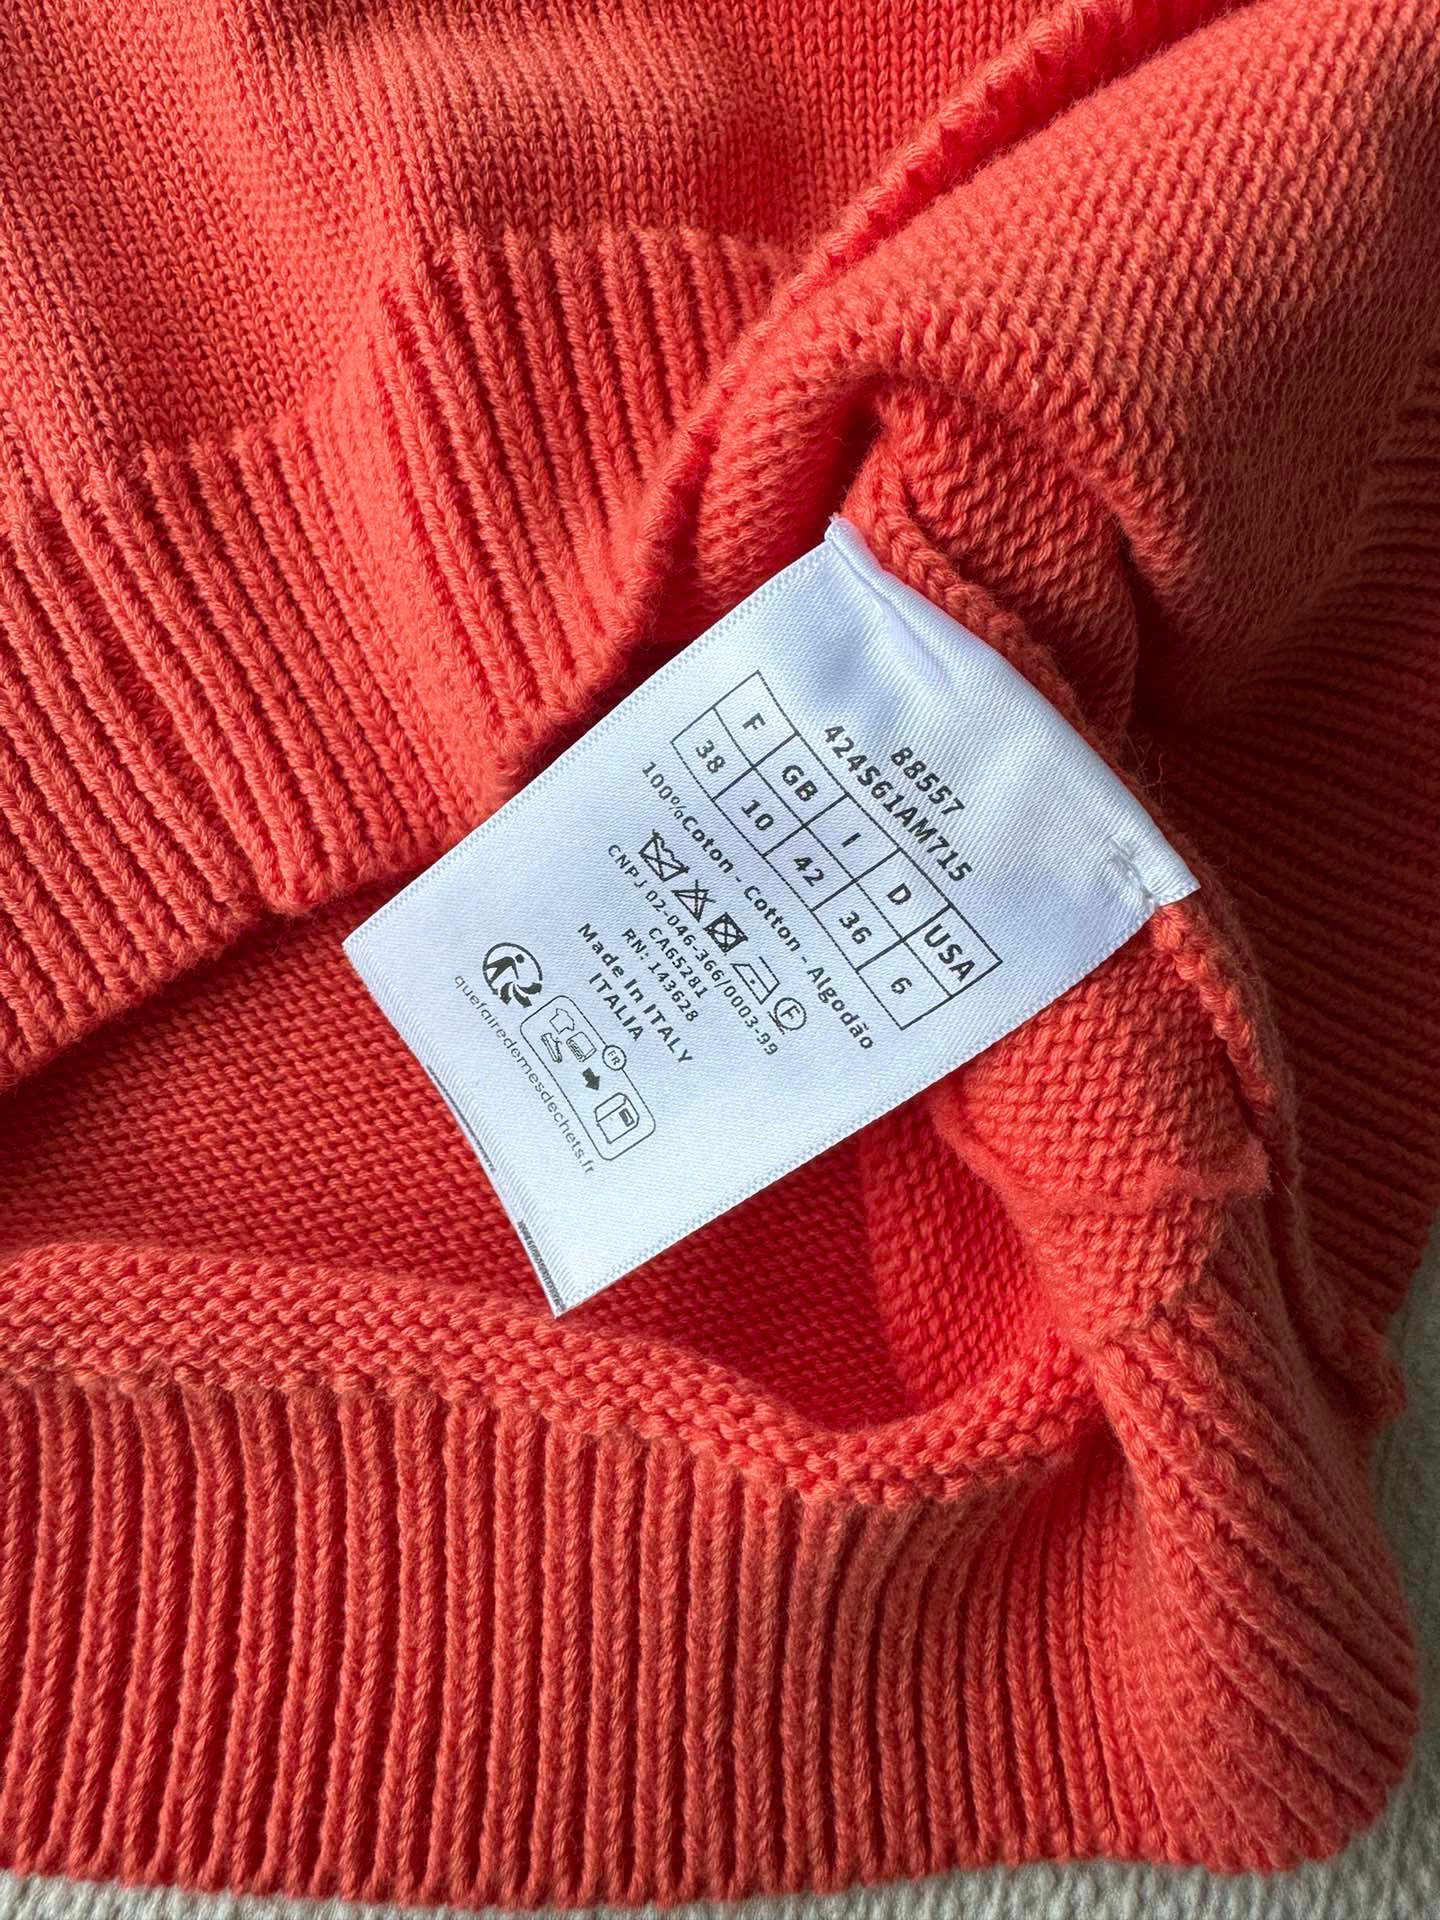 88557
424S61AM715
F GB I D USA
38 10 42 36 6
100%Coton - Cotton - Algodão
CNPJ 02-046-366/0003-99
CA65281
RN: 143628
Made In ITALY
ITALIA
F
FR
quefairedemesdechets.fr